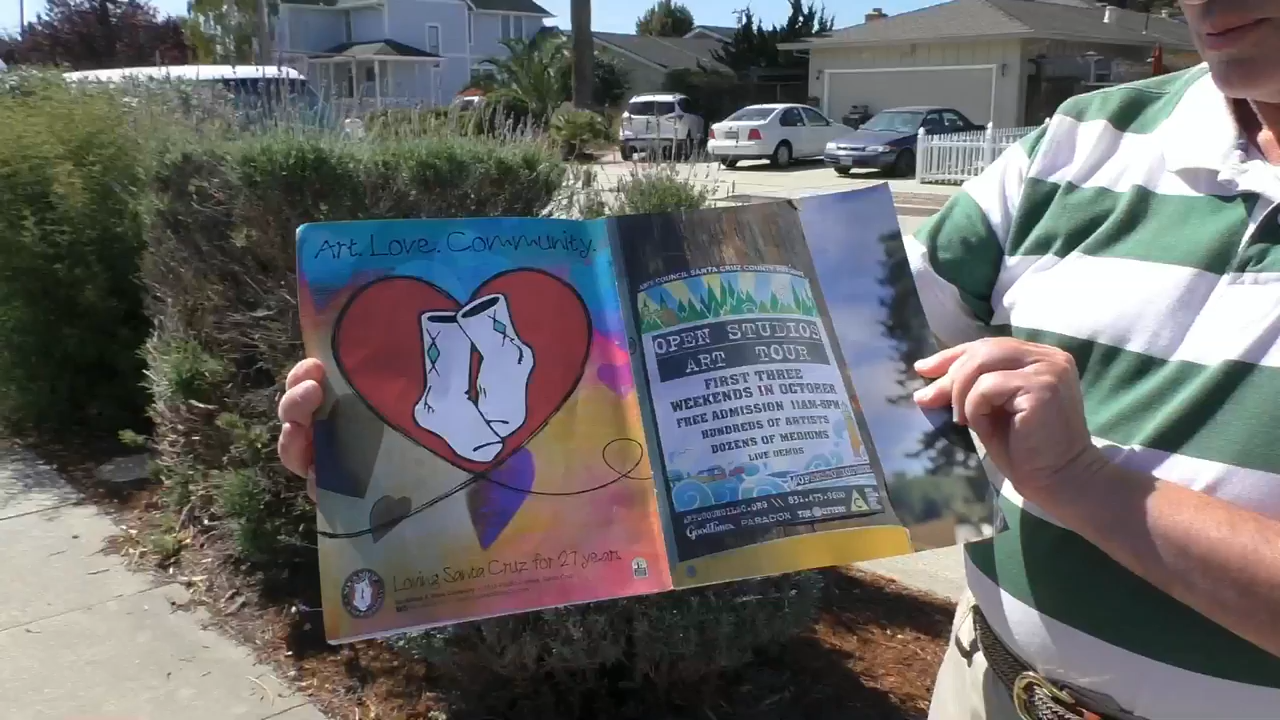 Art. Love. Community.
Loving Santa Cruz for 27 years
ARTS COUNCIL SANTA CRUZ COUNTY PRESENTS
OPEN STUDIOS
ART TOUR
FIRST THREE
WEEKENDS IN OCTOBER
FREE ADMISSION 11AM-5PM
HUNDREDS OF ARTISTS
DOZENS OF MEDIUMS
LIVE DEMOS
ARTSCOUNCILSC.ORG \\ 831.475.9600
GoodTimes PARADOX